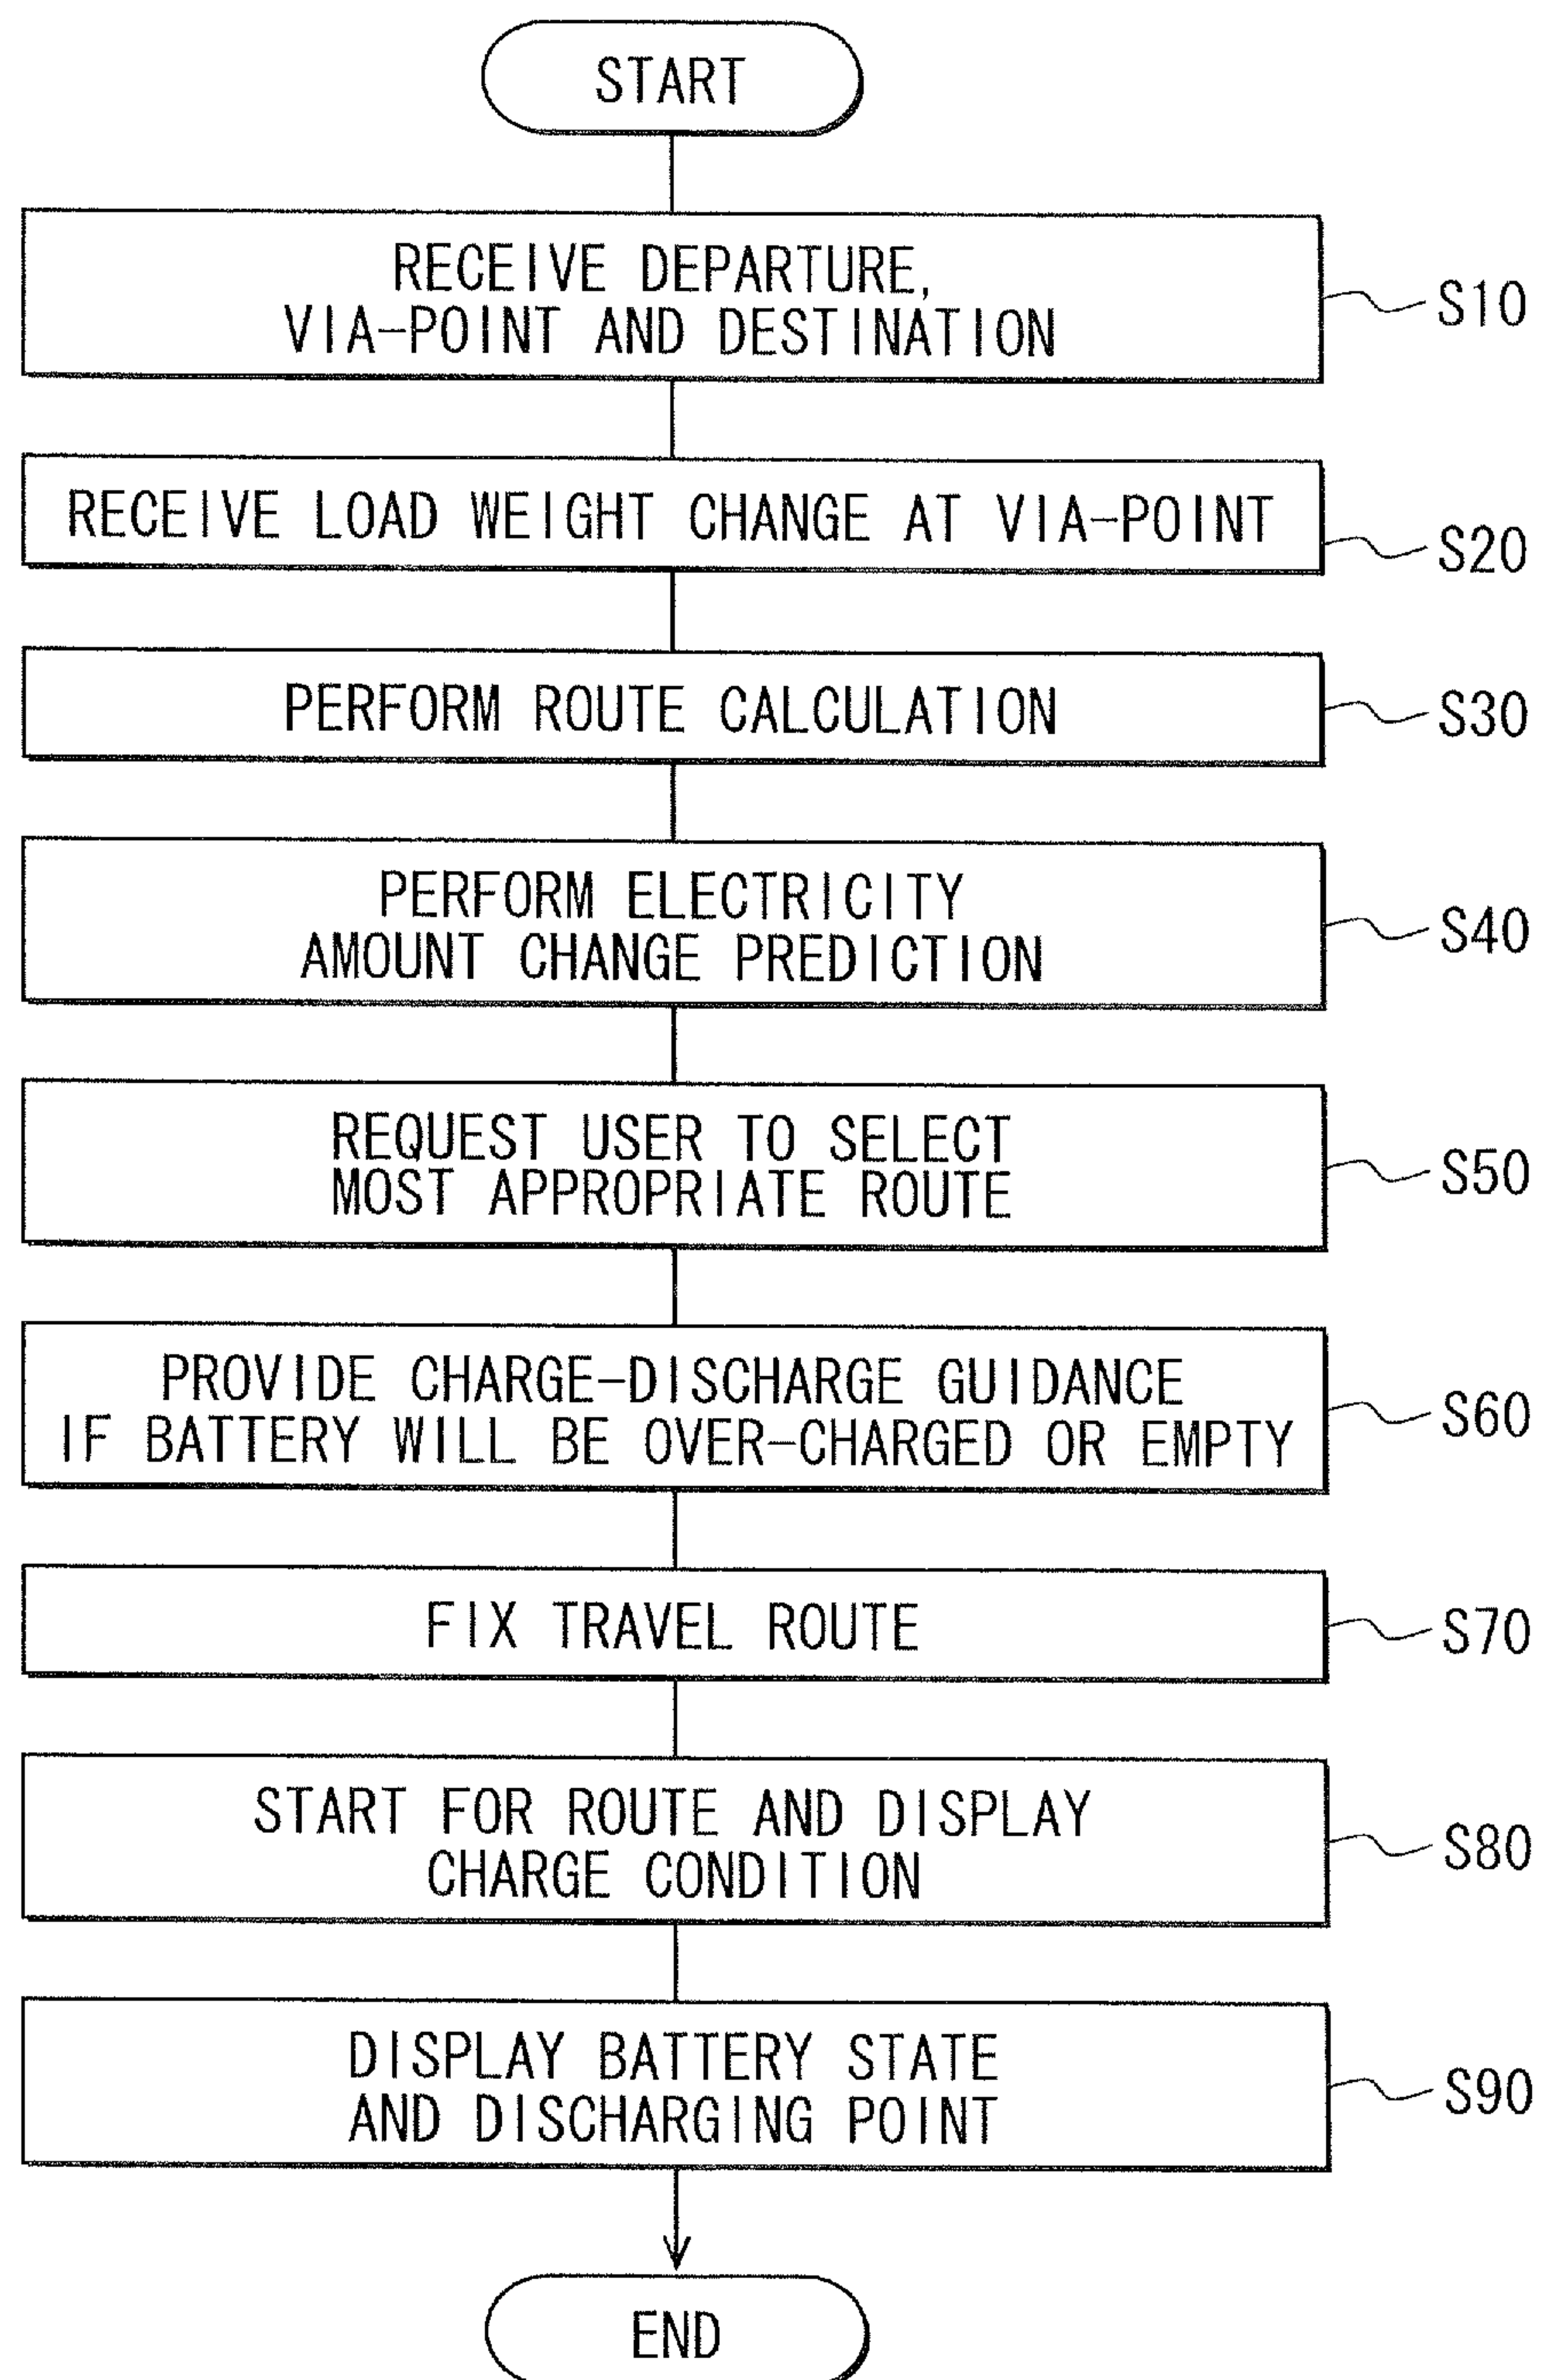 START
RECEIVE DEPARTURE,
VIA-POINT AND DESTINATION
S10
RECEIVE LOAD WEIGHT CHANGE AT VIA-POINT
S20
PERFORM ROUTE CALCULATION
S30
PERFORM ELECTRICITY
AMOUNT CHANGE PREDICTION
S40
REQUEST USER TO SELECT
MOST APPROPRIATE ROUTE
S50
PROVIDE CHARGE-DISCHARGE GUIDANCE
IF BATTERY WILL BE OVER-CHARGED OR EMPTY
S60
FIX TRAVEL ROUTE
S70
START FOR ROUTE AND DISPLAY
CHARGE CONDITION
S80
DISPLAY BATTERY STATE
AND DISCHARGING POINT
S90
END